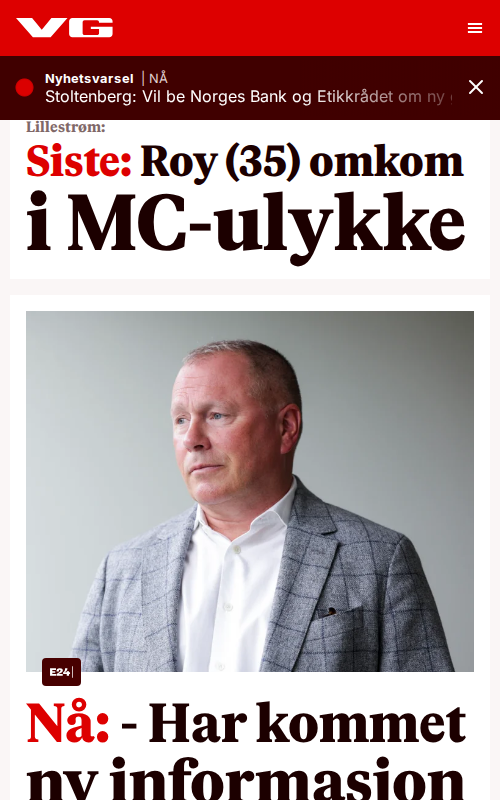 VG
Nyhetsvarsel | NÅ
Stoltenberg: Vil be Norges Bank og Etikkrådet om ny
Lillestrøm:
Siste: Roy (35) omkom
i MC-ulykke
E24
Nå: - Har kommet
ny informasjon